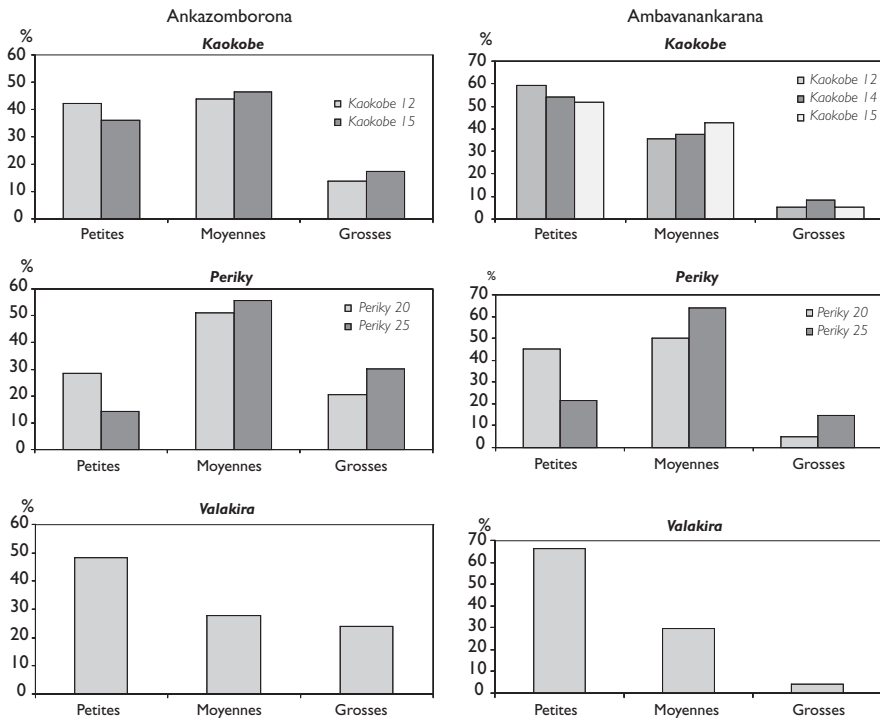 Ankazomborona
%
Kaokobe
60
50
40
30
20
10
0
Kaokobe 12
Kaokobe 15
Petites Moyennes Grosses
%
Periky
60
50
40
30
20
10
0
Periky 20
Periky 25
Petites Moyennes Grosses
%
Valakira
60
50
40
30
20
10
0
Petites Moyennes Grosses
Ambavanankarana
%
Kaokobe
70
60
50
40
30
20
10
0
Kaokobe 12
Kaokobe 14
Kaokobe 15
Petites Moyennes Grosses
%
Periky
70
60
50
40
30
20
10
0
Periky 20
Periky 25
Petites Moyennes Grosses
%
Valakira
70
60
50
40
30
20
10
0
Petites Moyennes Grosses